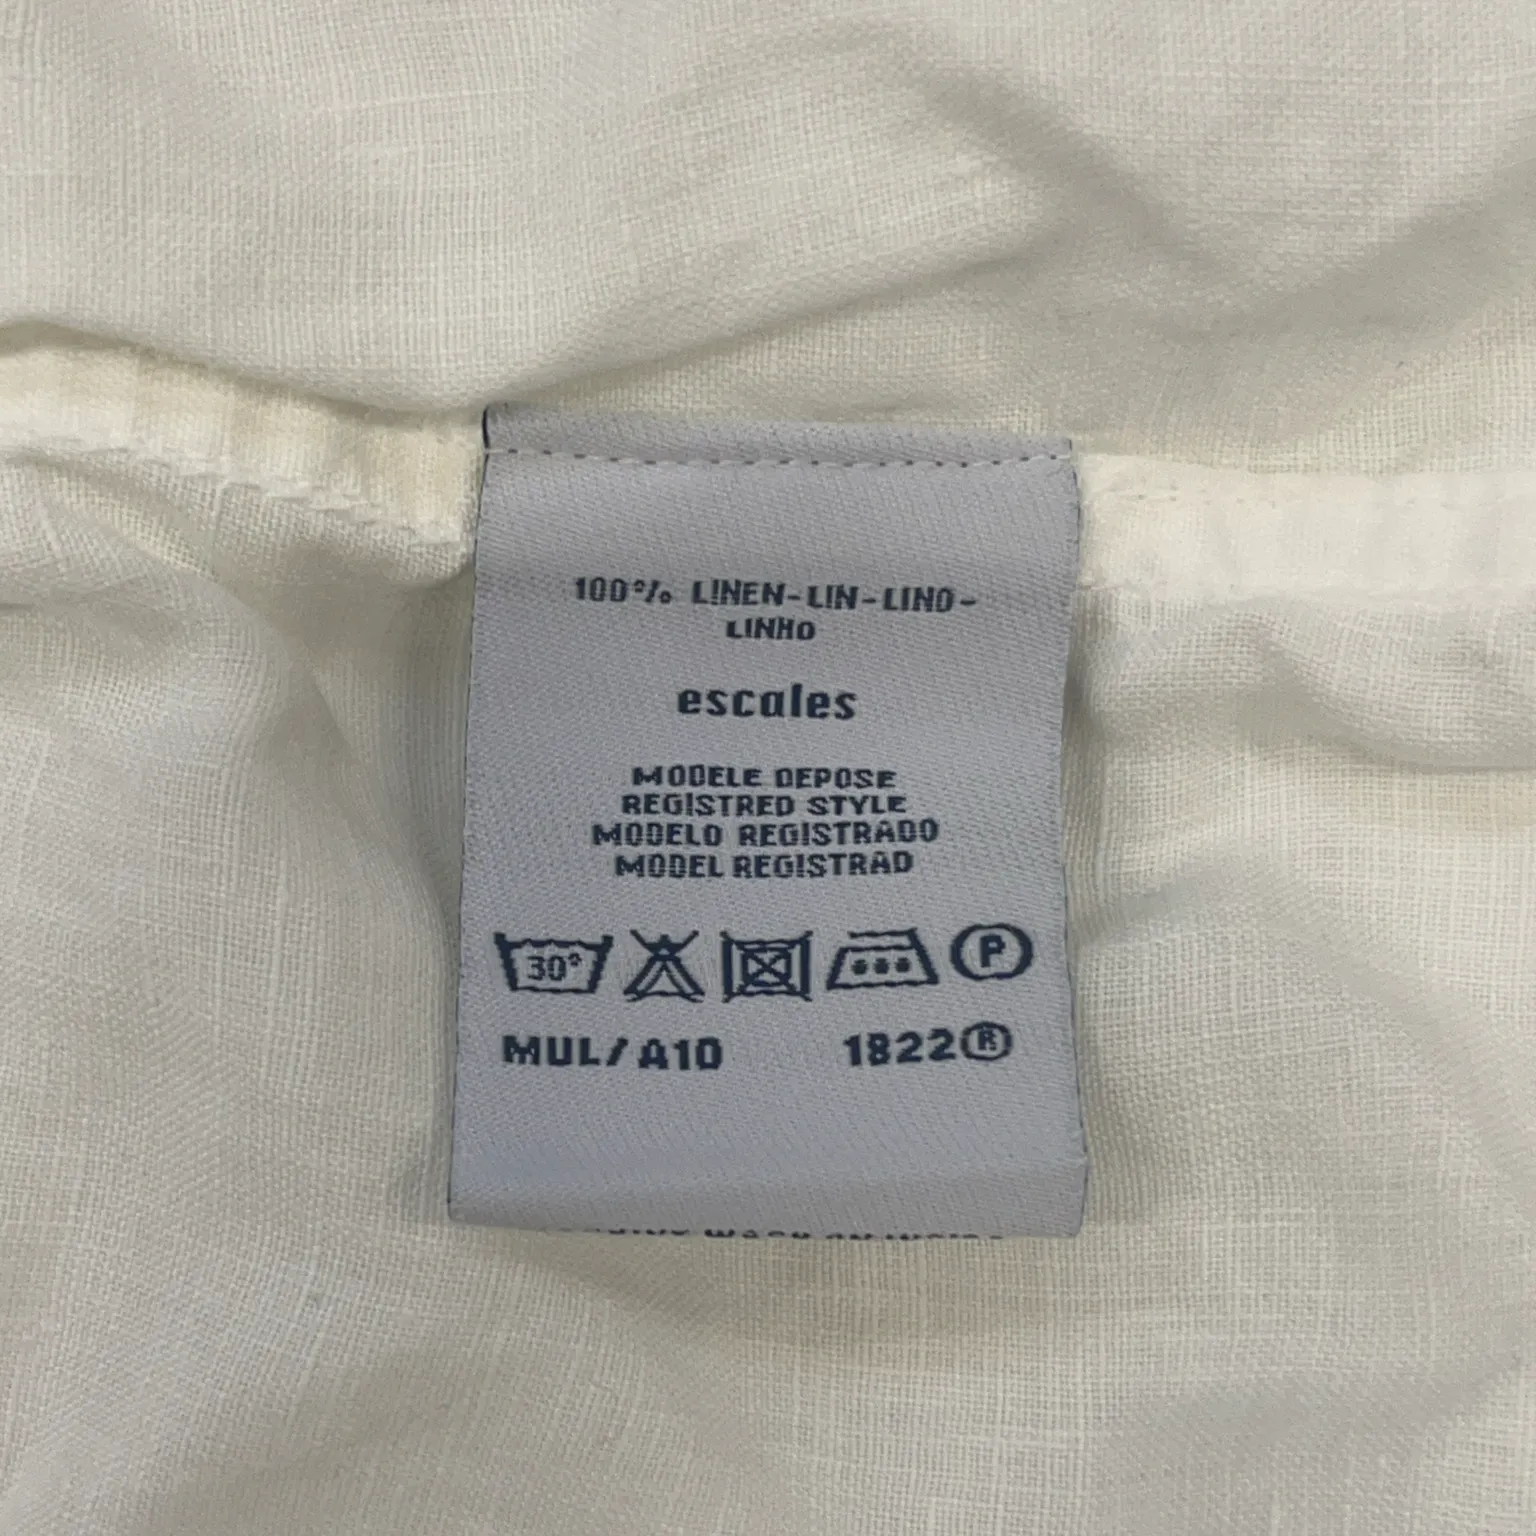 100% LINEN-LIN-LINO-
LINHO
escales
MODELE DEPOSE
REGISTRED STYLE
MODELO REGISTRADO
MODEL REGISTRAD
30° P
MUL/A10 1822®